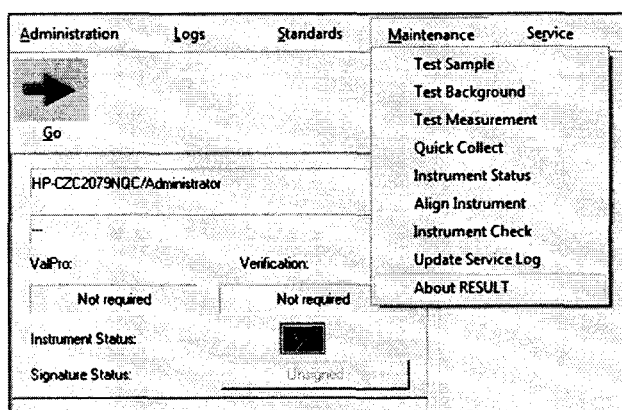 Administration Logs Standards Maintenance Service
Test Sample
Test Background
Test Measurement
Quick Collect
Instrument Status
Align Instrument
Instrument Check
Update Service Log
About RESULT
Go
HP-CZC2079NQC/Administrator
---
ValPro: Verification:
Not required Not required
Instrument Status:
Signature Status: Unsigned